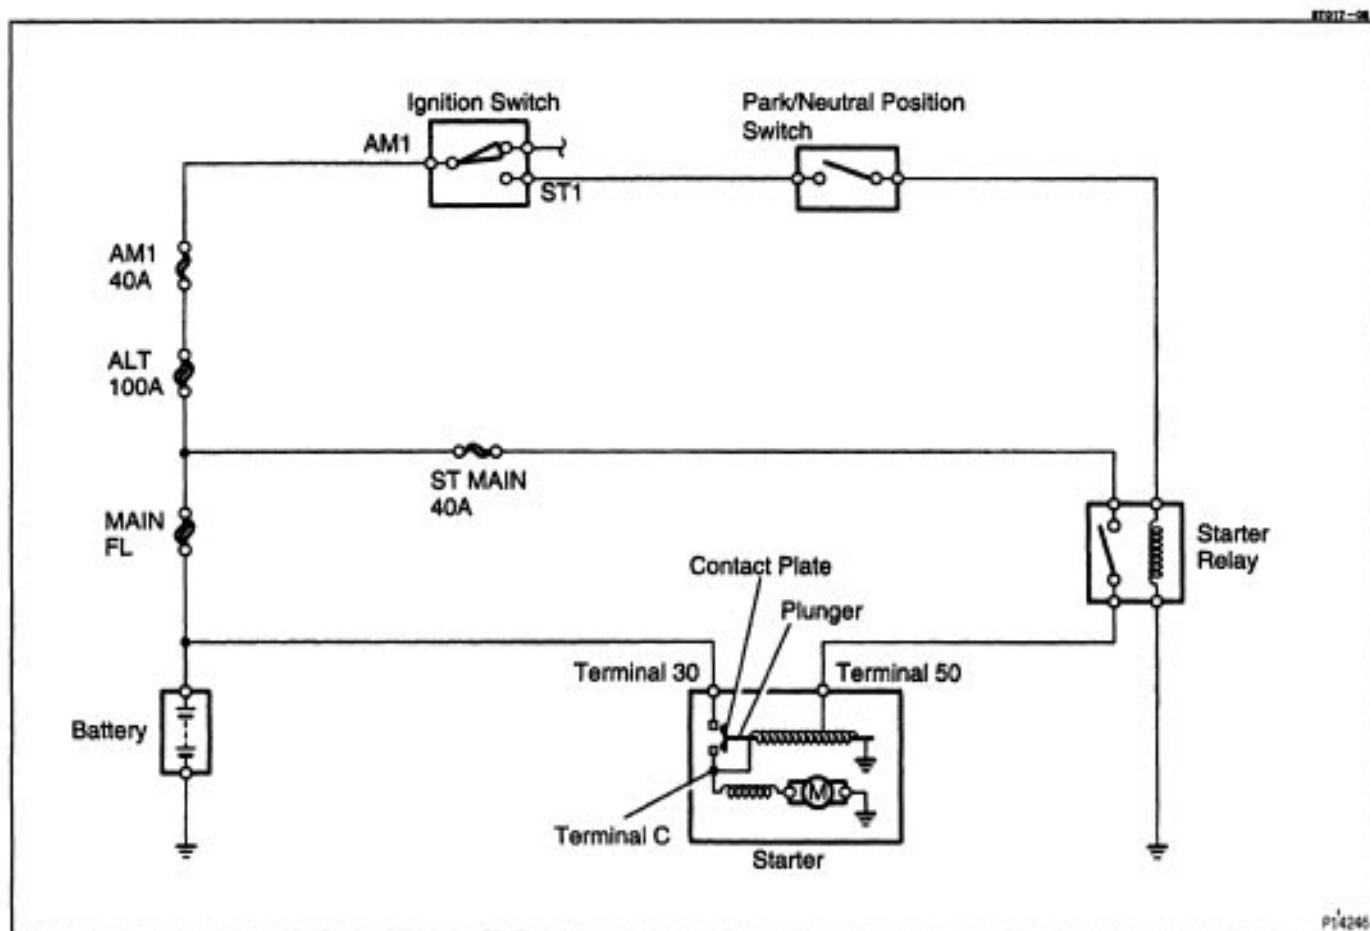 Ignition Switch
Park/Neutral Position
Switch
AM1
ST1
AM1
40A
ALT
100A
ST MAIN
40A
MAIN
FL
Starter
Relay
Contact Plate
Plunger
Terminal 30
Terminal 50
Battery
M
Terminal C
Starter
P14245